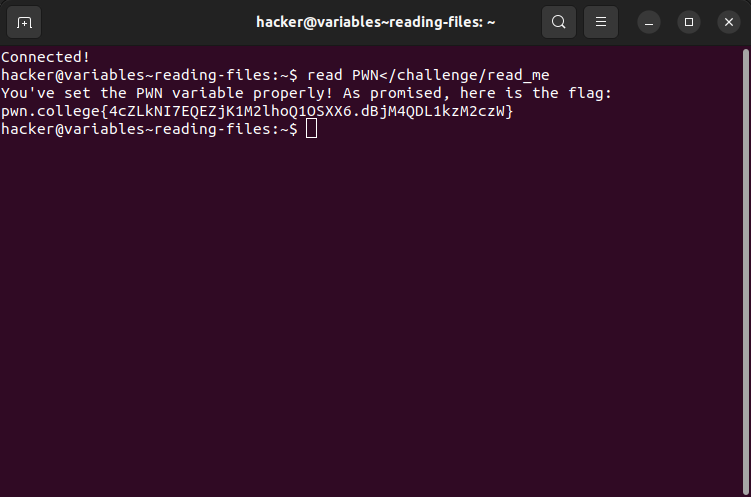 hacker@variables~reading-files: ~
Connected!
hacker@variables~reading-files:~$ read PWN</challenge/read_me
You've set the PWN variable properly! As promised, here is the flag:
pwn.college{4cZLkNI7EQEZjK1M2lhoQ1OSXX6.dBjM4QDL1kzM2czW}
hacker@variables~reading-files:~$